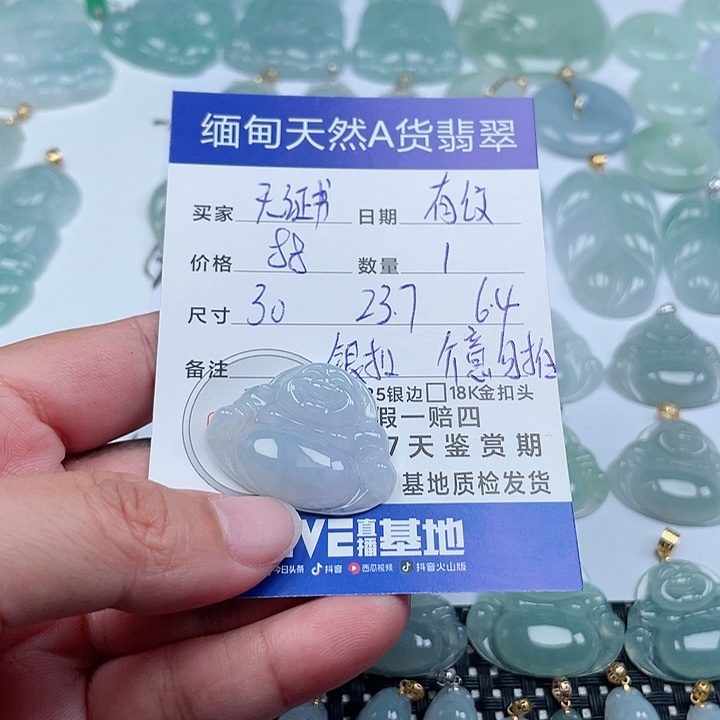 缅甸天然A货翡翠
买家 无证书 日期 有纹
价格 88 数量 1
尺寸 30 23.7 6.4
备注 银扣 介意勿拍
5银边□18K金扣头
假一赔四
7天鉴赏期
基地质检发货
VE直播基地
今日头条 抖音 西瓜视频 抖音火山版